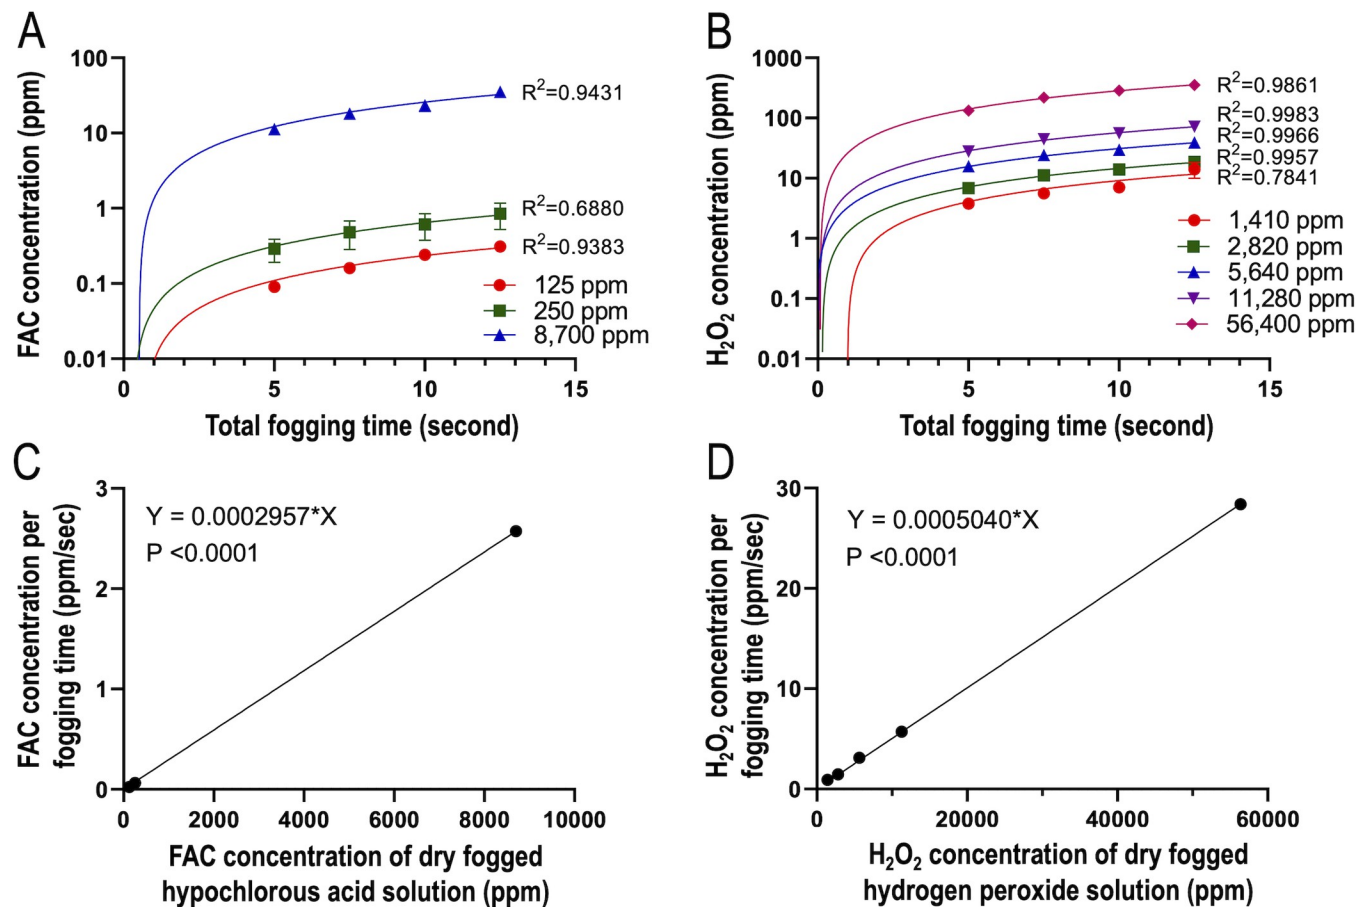 A
FAC concentration (ppm)
100
10
1
0.1
0.01
0
5
10
15
Total fogging time (second)
R²=0.9431
R²=0.6880
R²=0.9383
125 ppm
250 ppm
8,700 ppm
B
H₂O₂ concentration (ppm)
1000
100
10
1
0.1
0.01
0
5
10
15
Total fogging time (second)
R²=0.9861
R²=0.9983
R²=0.9966
R²=0.9957
R²=0.7841
1,410 ppm
2,820 ppm
5,640 ppm
11,280 ppm
56,400 ppm
C
FAC concentration per
fogging time (ppm/sec)
3
2
1
0
Y = 0.0002957*X
P <0.0001
0
2000
4000
6000
8000
10000
FAC concentration of dry fogged
hypochlorous acid solution (ppm)
D
H₂O₂ concentration per
fogging time (ppm/sec)
30
20
10
0
Y = 0.0005040*X
P <0.0001
0
20000
40000
60000
H₂O₂ concentration of dry fogged
hydrogen peroxide solution (ppm)